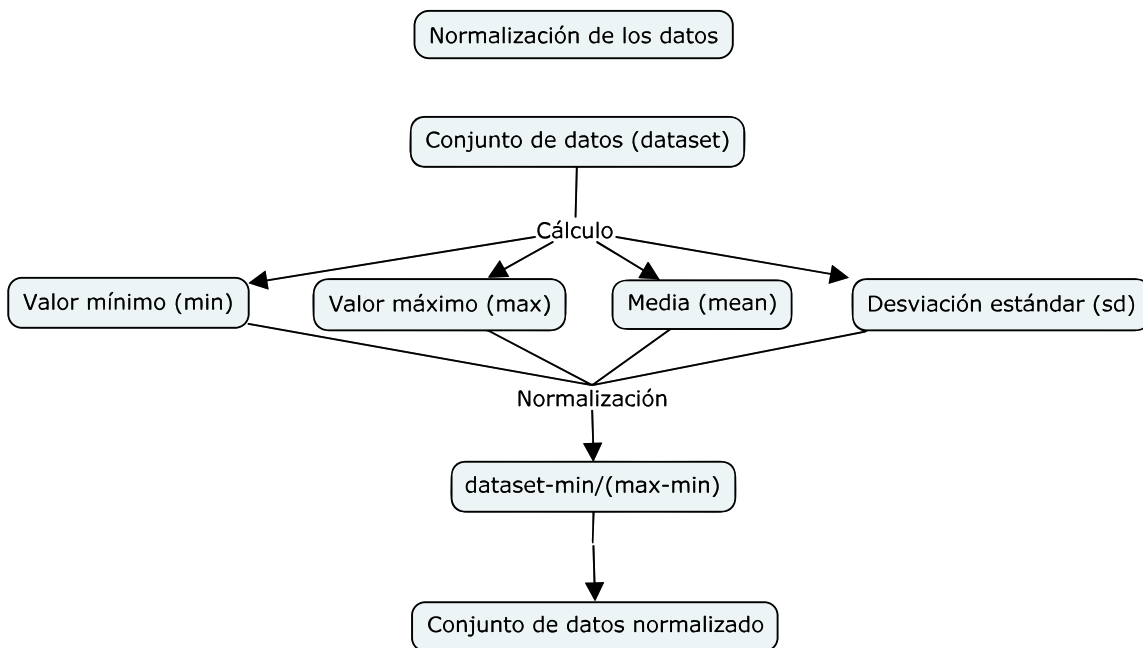 Normalización de los datos
Conjunto de datos (dataset)
Cálculo
Valor mínimo (min)
Valor máximo (max)
Media (mean)
Desviación estándar (sd)
Normalización
dataset-min/(max-min)
Conjunto de datos normalizado